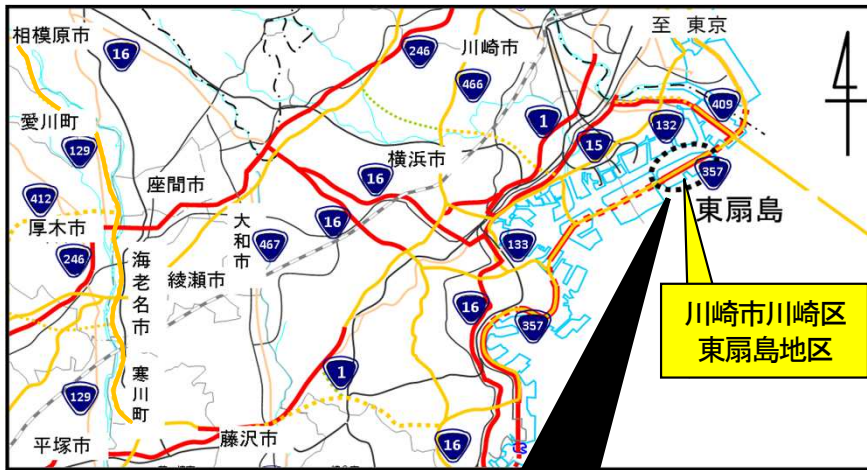 至 東京
相模原市
16
246
川崎市
466
409
愛川町
1
132
15
129
横浜市
357
座間市
16
東扇島
412
厚木市
16
大和市
467
133
246
海老名市
綾瀬市
16
357
川崎市川崎区
東扇島地区
1
129
寒川町
平塚市
藤沢市
16